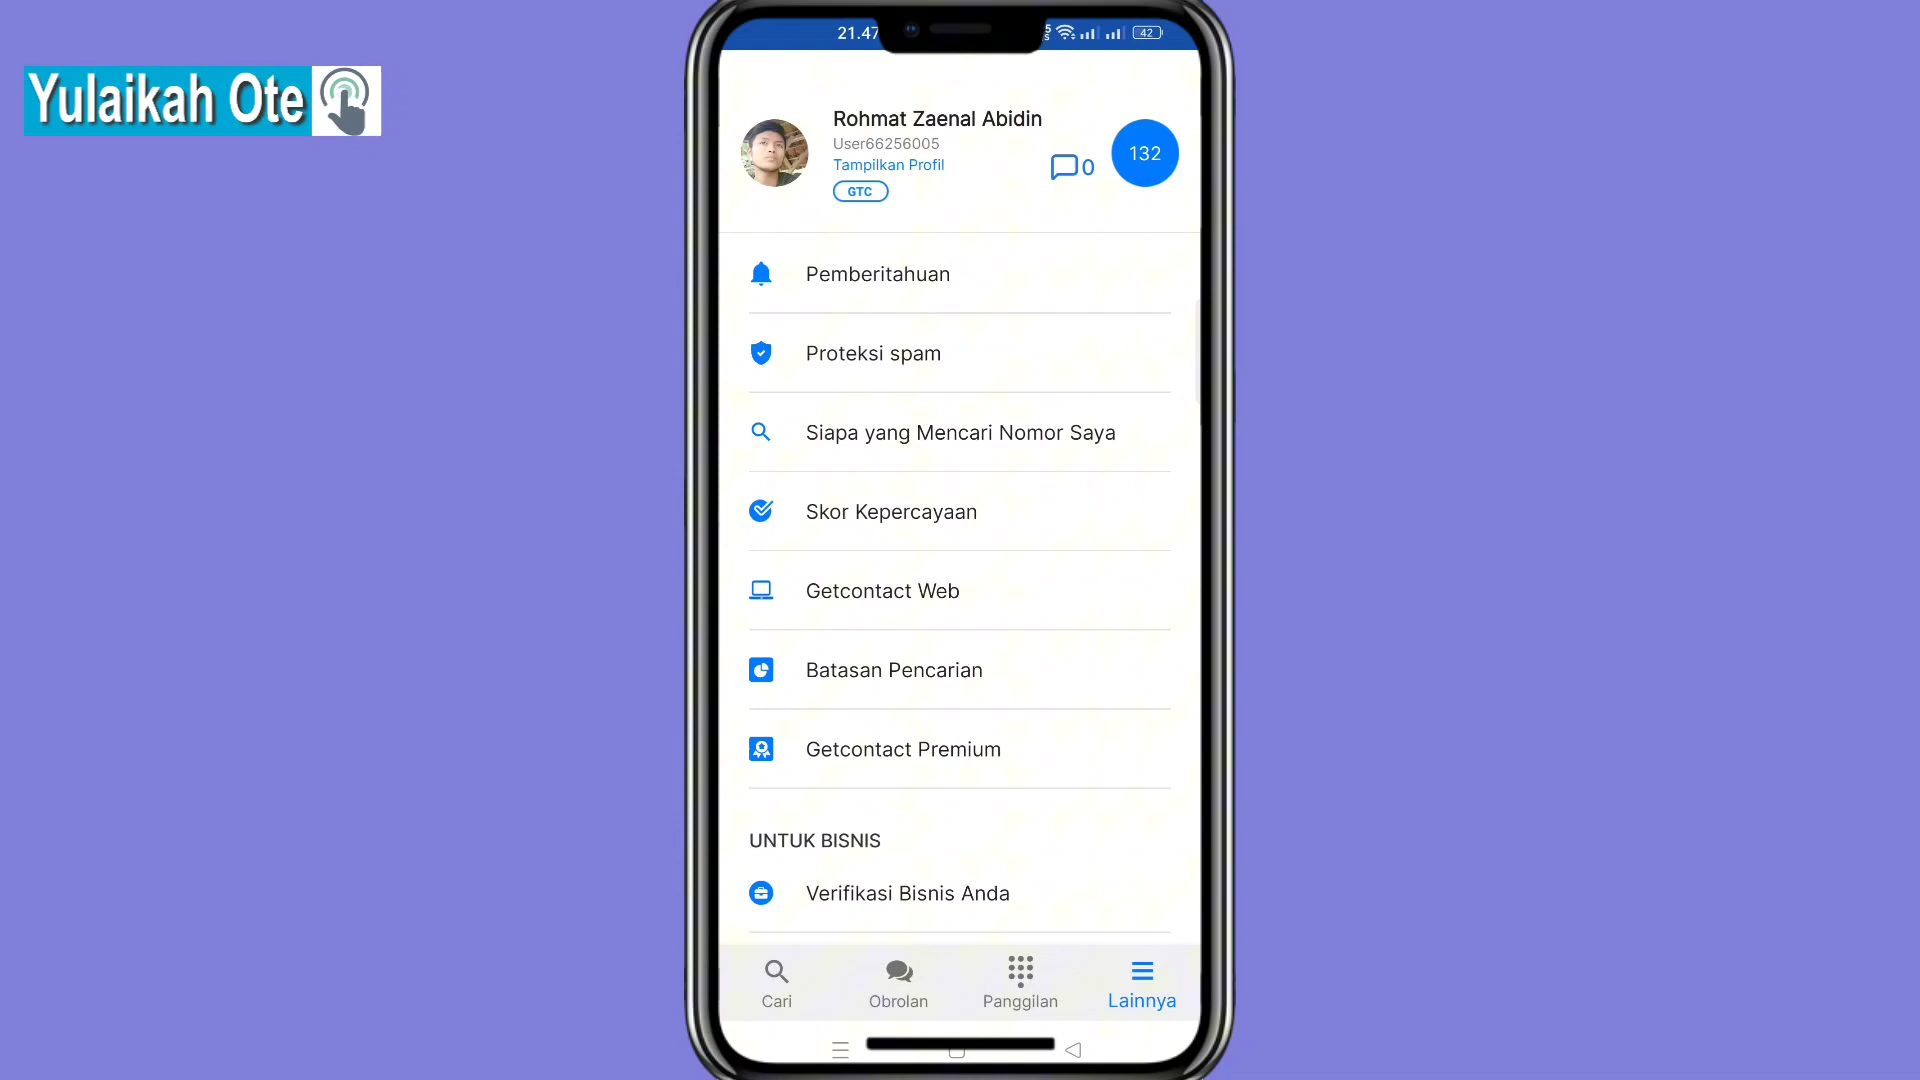 Yulaikah Ote
21.47
42
Rohmat Zaenal Abidin
User66256005
Tampilkan Profil
GTC
0
132
Pemberitahuan
Proteksi spam
Siapa yang Mencari Nomor Saya
Skor Kepercayaan
Getcontact Web
Batasan Pencarian
Getcontact Premium
UNTUK BISNIS
Verifikasi Bisnis Anda
Cari
Obrolan
Panggilan
Lainnya